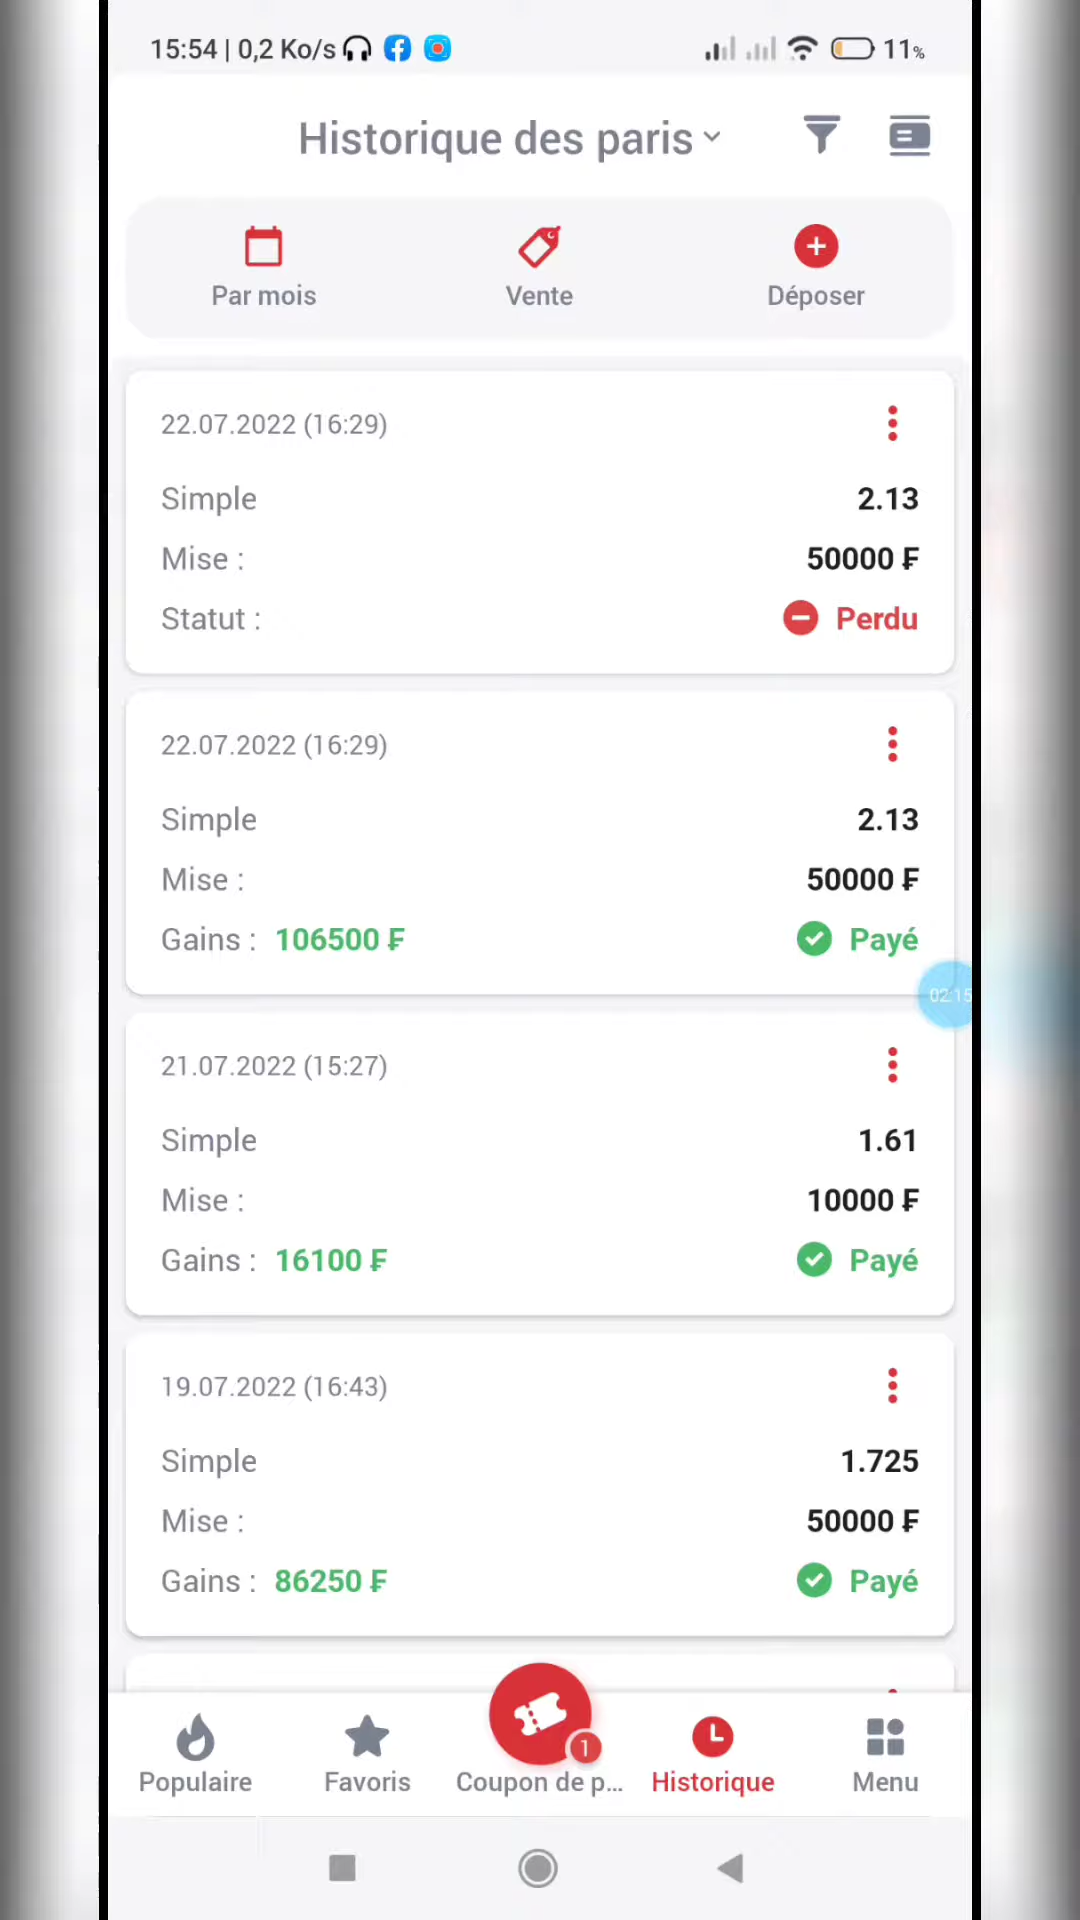 15:54 | 0,2 Ko/s 11%
Historique des paris
Par mois Vente Déposer
22.07.2022 (16:29)
Simple 2.13
Mise : 50000 ₣
Statut : Perdu
22.07.2022 (16:29)
Simple 2.13
Mise : 50000 ₣
Gains : 106500 ₣ Payé
02:15
21.07.2022 (15:27)
Simple 1.61
Mise : 10000 ₣
Gains : 16100 ₣ Payé
19.07.2022 (16:43)
Simple 1.725
Mise : 50000 ₣
Gains : 86250 ₣ Payé
1
Populaire Favoris Coupon de p... Historique Menu